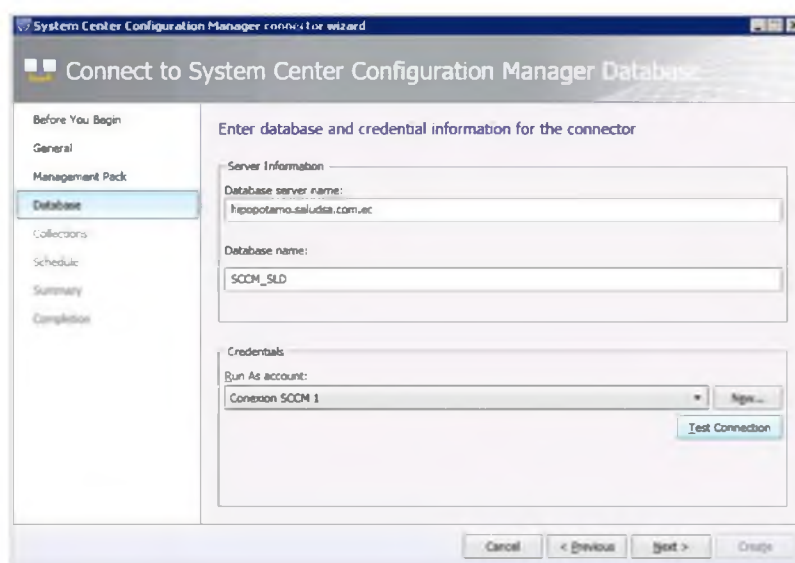 System Center Configuration Manager connector wizard
Connect to System Center Configuration Manager Database
Before You Begin
General
Management Pack
Database
Collections
Schedule
Summary
Completion
Enter database and credential information for the connector
Server Information
Database server name:
hipopotamo.saludsa.com.ec
Database name:
SCCM_SLD
Credentials
Run As account:
Conexion SCCM 1
New...
Test Connection
Cancel
< Previous
Next >
Create